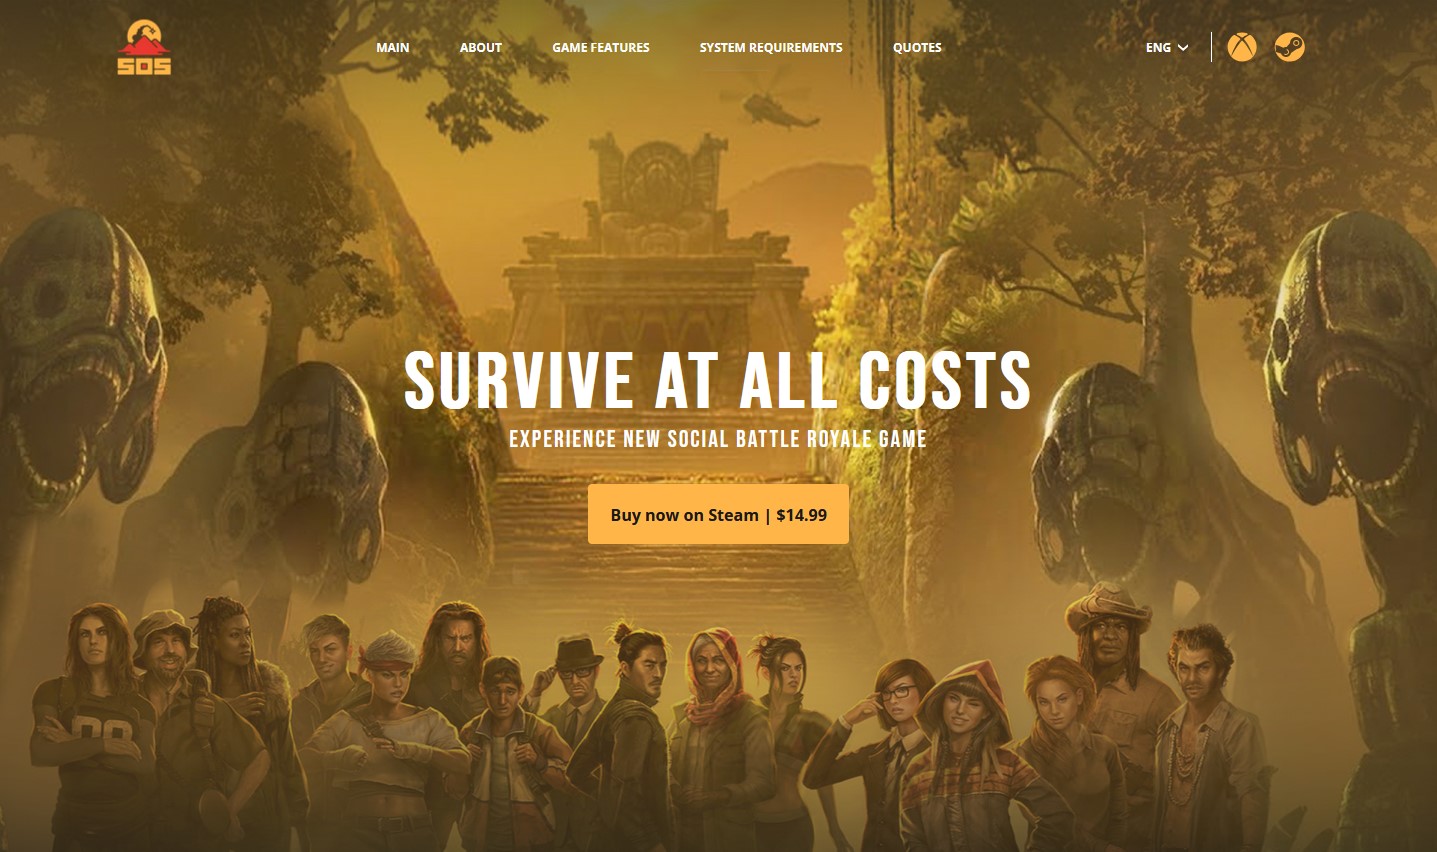 SOS
MAIN
ABOUT
GAME FEATURES
SYSTEM REQUIREMENTS
QUOTES
ENG
SURVIVE AT ALL COSTS
EXPERIENCE NEW SOCIAL BATTLE ROYALE GAME
Buy now on Steam | $14.99